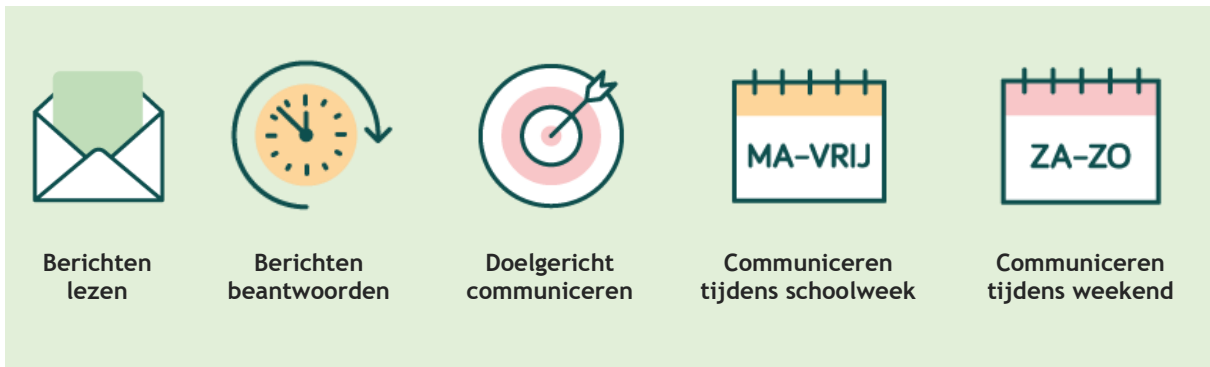 MA-VRIJ
ZA-ZO
Berichten
lezen
Berichten
beantwoorden
Doelgericht
communiceren
Communiceren
tijdens schoolweek
Communiceren
tijdens weekend